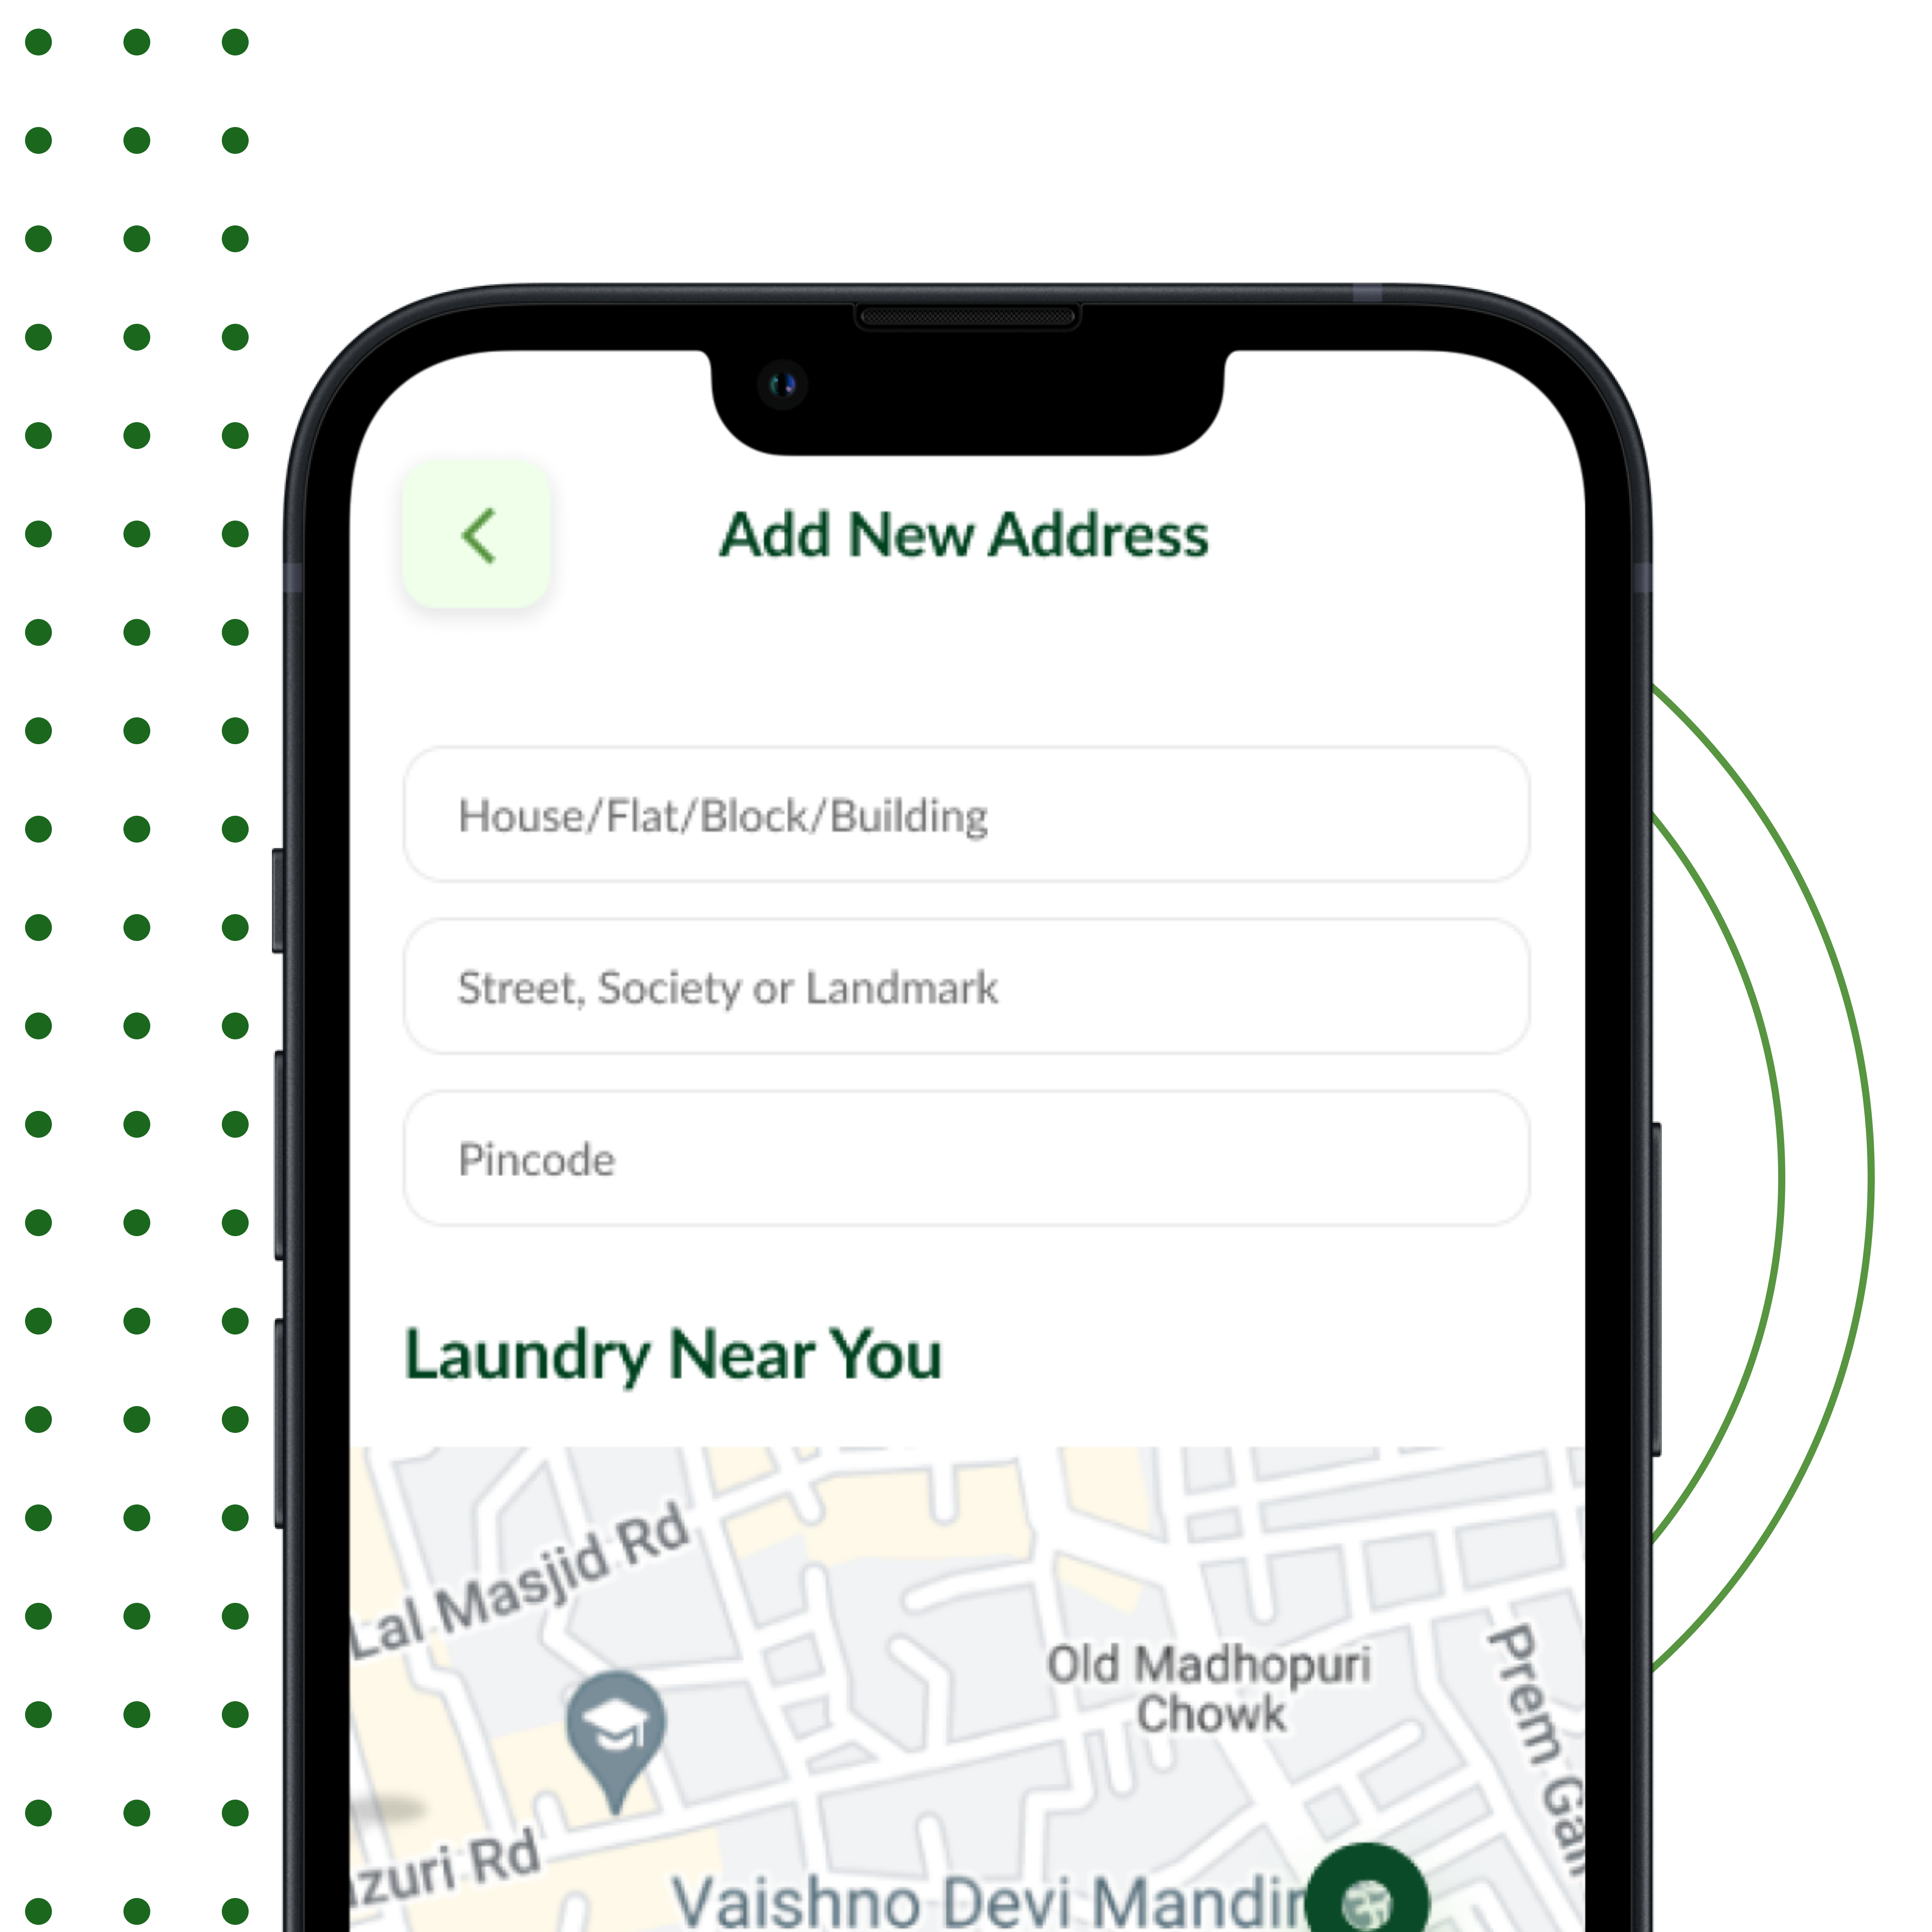 Add New Address
House/Flat/Block/Building
Street, Society or Landmark
Pincode
Laundry Near You
Lal Masjid Rd
Old Madhopuri
Chowk
Prem Gali
zuri Rd
Vaishno Devi Mandir